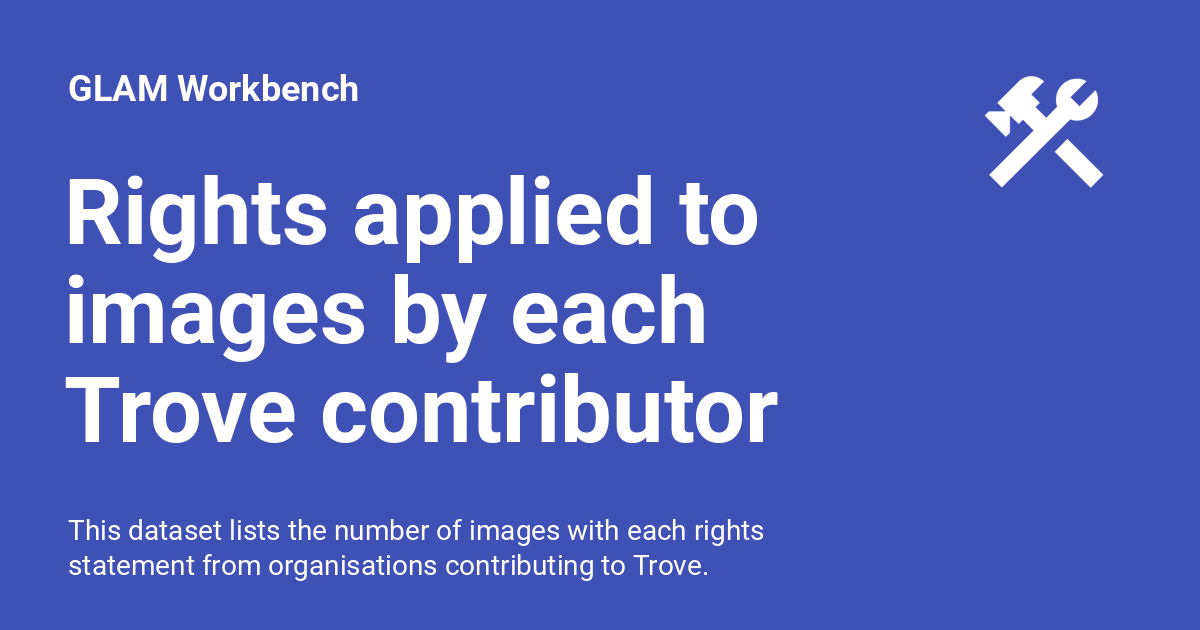 GLAM Workbench
Rights applied to
images by each
Trove contributor
This dataset lists the number of images with each rights
statement from organisations contributing to Trove.